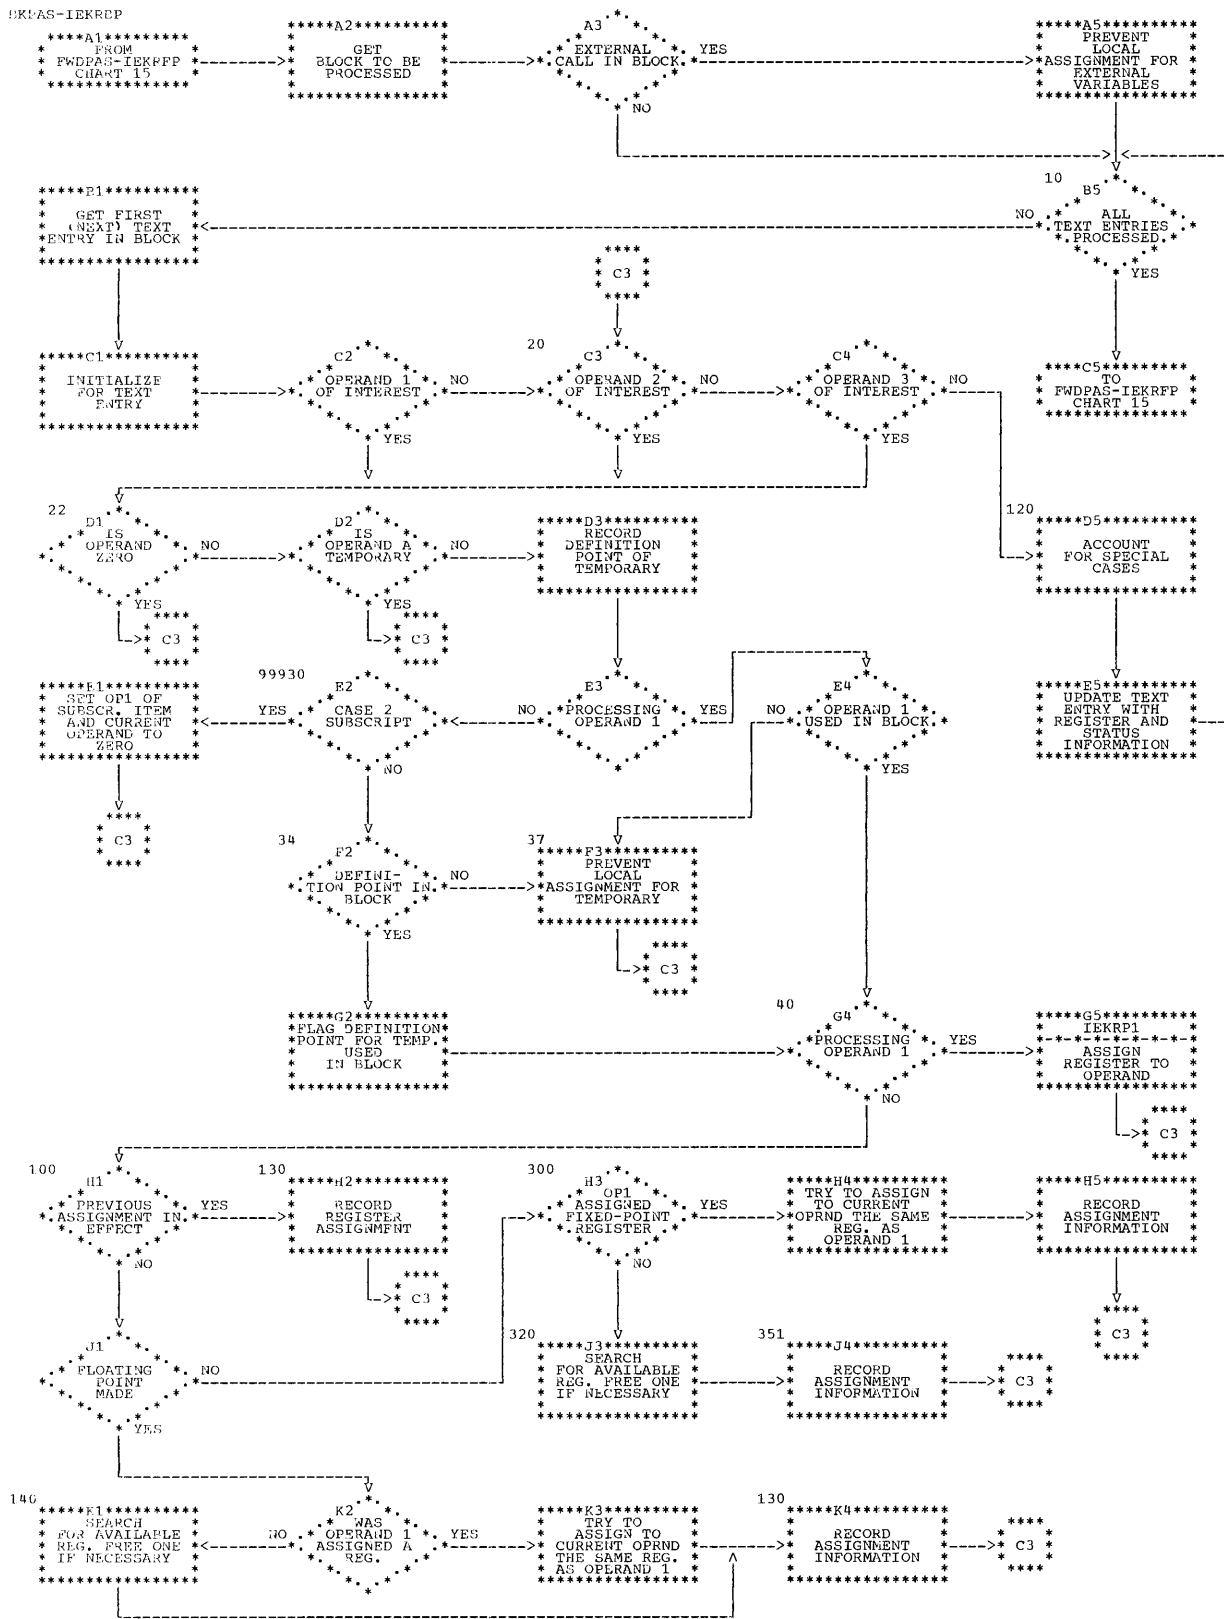 BKPAS-IEKRBP
A1
FROM
FWDPAS-IEKRFP
CHART 15
A2
GET
BLOCK TO BE
PROCESSED
A3
EXTERNAL
CALL IN BLOCK
YES
NO
A5
PREVENT
LOCAL
ASSIGNMENT FOR
EXTERNAL
VARIABLES
B1
GET FIRST
(NEXT) TEXT
ENTRY IN BLOCK
10
B5
ALL
TEXT ENTRIES
PROCESSED
NO
YES
C3
C1
INITIALIZE
FOR TEXT
ENTRY
C2
OPERAND 1
OF INTEREST
NO
YES
20
C3
OPERAND 2
OF INTEREST
NO
YES
C4
OPERAND 3
OF INTEREST
NO
YES
C5
TO
FWDPAS-IEKRFP
CHART 15
22
D1
IS
OPERAND
ZERO
NO
YES
C3
D2
IS
OPERAND A
TEMPORARY
NO
YES
C3
D3
RECORD
DEFINITION
POINT OF
TEMPORARY
120
D5
ACCOUNT
FOR SPECIAL
CASES
E1
SET OP1 OF
SUBSCR. ITEM
AND CURRENT
OPERAND TO
ZERO
C3
99930
E2
CASE 2
SUBSCRIPT
YES
NO
E3
PROCESSING
OPERAND 1
NO
YES
E4
OPERAND 1
USED IN BLOCK
NO
YES
E5
UPDATE TEXT
ENTRY WITH
REGISTER AND
STATUS
INFORMATION
34
F2
DEFINI-
TION POINT IN
BLOCK
NO
YES
37
F3
PREVENT
LOCAL
ASSIGNMENT FOR
TEMPORARY
C3
G2
FLAG DEFINITION
POINT FOR TEMP.
USED
IN BLOCK
40
G4
PROCESSING
OPERAND 1
YES
NO
G5
IEKRP1
ASSIGN
REGISTER TO
OPERAND
C3
100
H1
PREVIOUS
ASSIGNMENT IN
EFFECT
YES
NO
130
H2
RECORD
REGISTER
ASSIGNMENT
C3
300
H3
OP1
ASSIGNED
FIXED-POINT
REGISTER
YES
NO
H4
TRY TO ASSIGN
TO CURRENT
OPRND THE SAME
REG. AS
OPERAND 1
H5
RECORD
ASSIGNMENT
INFORMATION
C3
J1
FLOATING
POINT
MADE
NO
YES
320
J3
SEARCH
FOR AVAILABLE
REG. FREE ONE
IF NECESSARY
351
J4
RECORD
ASSIGNMENT
INFORMATION
C3
140
K1
SEARCH
FOR AVAILABLE
REG. FREE ONE
IF NECESSARY
K2
WAS
OPERAND 1
ASSIGNED A
REG.
NO
YES
K3
TRY TO
ASSIGN TO
CURRENT OPRND
THE SAME REG.
AS OPERAND 1
130
K4
RECORD
ASSIGNMENT
INFORMATION
C3